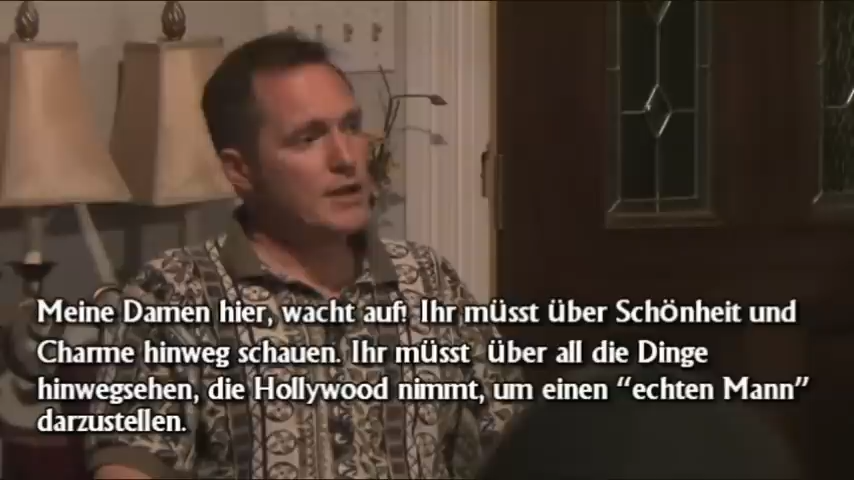 Meine Damen hier, wacht auf! Ihr müsst über Schönheit und
Charme hinweg schauen. Ihr müsst über all die Dinge
hinwegsehen, die Hollywood nimmt, um einen “echten Mann”
darzustellen.